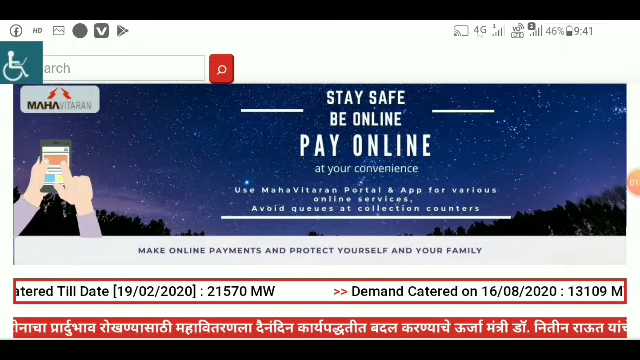 HD 4G 46% 9:41
arch
MAHAVITARAN
STAY SAFE
BE ONLINE
PAY ONLINE
at your convenience
Use MahaVitaran Portal & App for various
online services,
Avoid queues at collection counters
MAKE ONLINE PAYMENTS AND PROTECT YOURSELF AND YOUR FAMILY
atered Till Date [19/02/2020] : 21570 MW >> Demand Catered on 16/08/2020 : 13109 M
ोनाचा प्रार्दुभाव रोखण्यासाठी महावितरणला दैनंदिन कार्यपद्धतीत बदल करण्याचे ऊर्जा मंत्री डॉ. नितीन राऊत यांचे